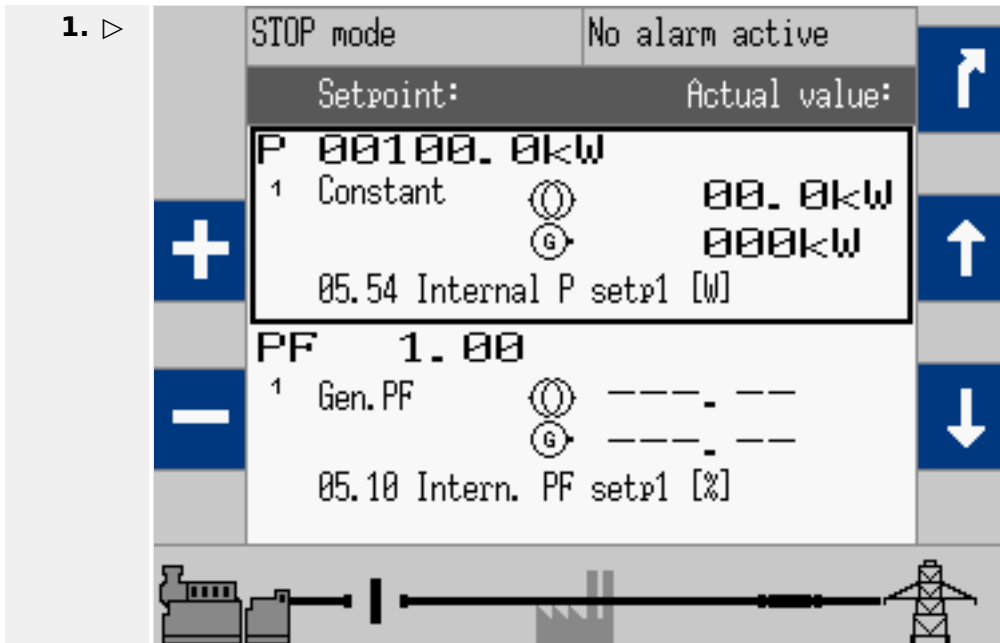 1. ▷
STOP mode No alarm active
Setpoint: Actual value:
P 00100.0kW
1 Constant 00.0kW
G 000kW
05.54 Internal P setp1 [W]
PF 1.00
1 Gen.PF ---.--
G ---.--
05.10 Intern. PF setp1 [%]